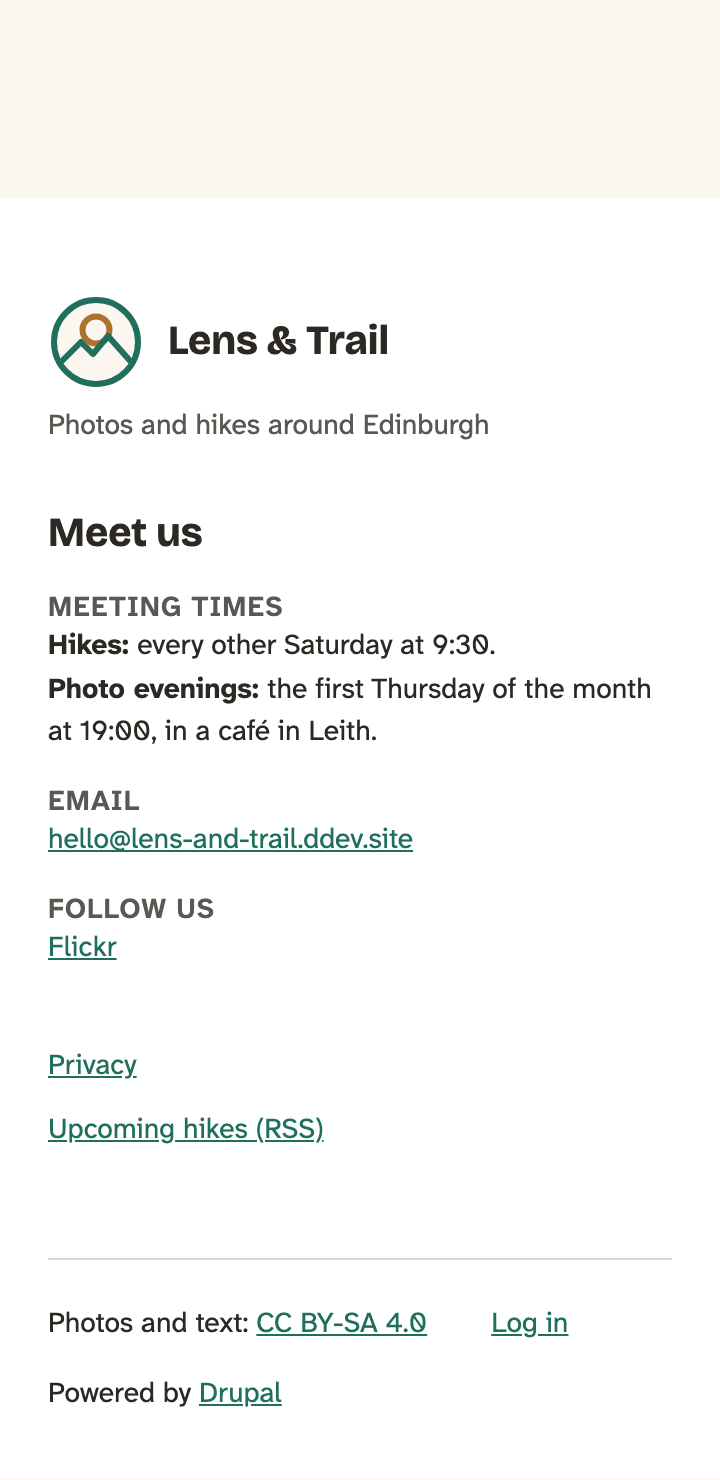 Lens & Trail
Photos and hikes around Edinburgh
Meet us
MEETING TIMES
Hikes: every other Saturday at 9:30.
Photo evenings: the first Thursday of the month
at 19:00, in a café in Leith.
EMAIL
hello@lens-and-trail.ddev.site
FOLLOW US
Flickr
Privacy
Upcoming hikes (RSS)
Photos and text: CC BY-SA 4.0 Log in
Powered by Drupal